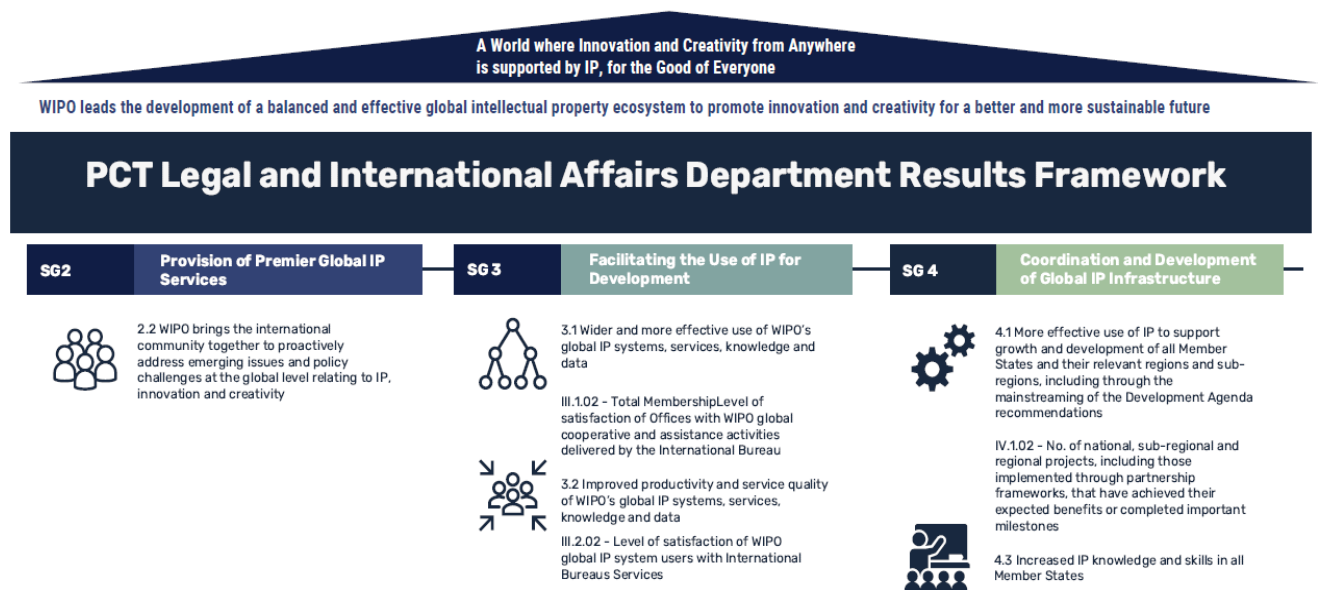 A World where Innovation and Creativity from Anywhere
is supported by IP, for the Good of Everyone
WIPO leads the development of a balanced and effective global intellectual property ecosystem to promote innovation and creativity for a better and more sustainable future
PCT Legal and International Affairs Department Results Framework
SG2
Provision of Premier Global IP
Services
2.2 WIPO brings the international
community together to proactively
address emerging issues and policy
challenges at the global level relating to IP,
innovation and creativity
SG 3
Facilitating the Use of IP for
Development
3.1 Wider and more effective use of WIPO's
global IP systems, services, knowledge and
data
III.1.02 - Total MembershipLevel of
satisfaction of Offices with WIPO global
cooperative and assistance activities
delivered by the International Bureau
3.2 Improved productivity and service quality
of WIPO's global IP systems, services,
knowledge and data
III.2.02 - Level of satisfaction of WIPO
global IP system users with International
Bureaus Services
SG 4
Coordination and Development
of Global IP Infrastructure
4.1 More effective use of IP to support
growth and development of all Member
States and their relevant regions and sub-
regions, including through the
mainstreaming of the Development Agenda
recommendations
IV.1.02 - No. of national, sub-regional and
regional projects, including those
implemented through partnership
frameworks, that have achieved their
expected benefits or completed important
milestones
4.3 Increased IP knowledge and skills in all
Member States